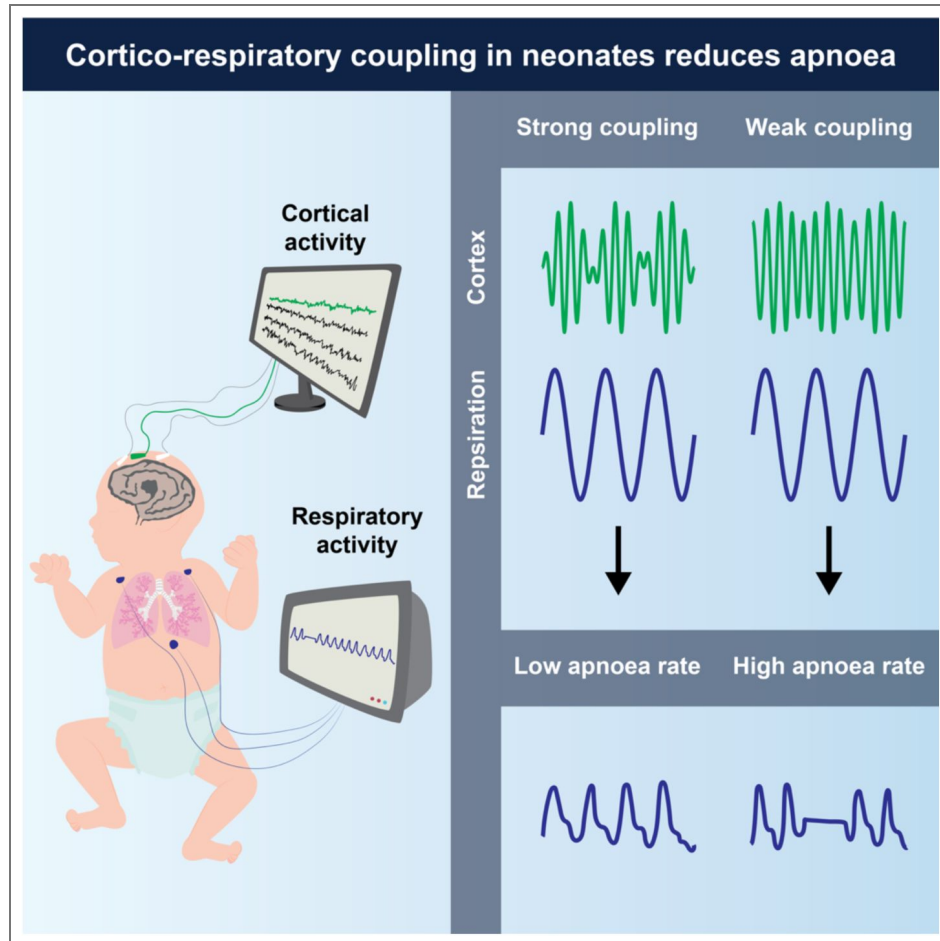 Cortico-respiratory coupling in neonates reduces apnoea
Cortical
activity
Respiratory
activity
Strong coupling
Weak coupling
Cortex
Repsiration
Low apnoea rate
High apnoea rate